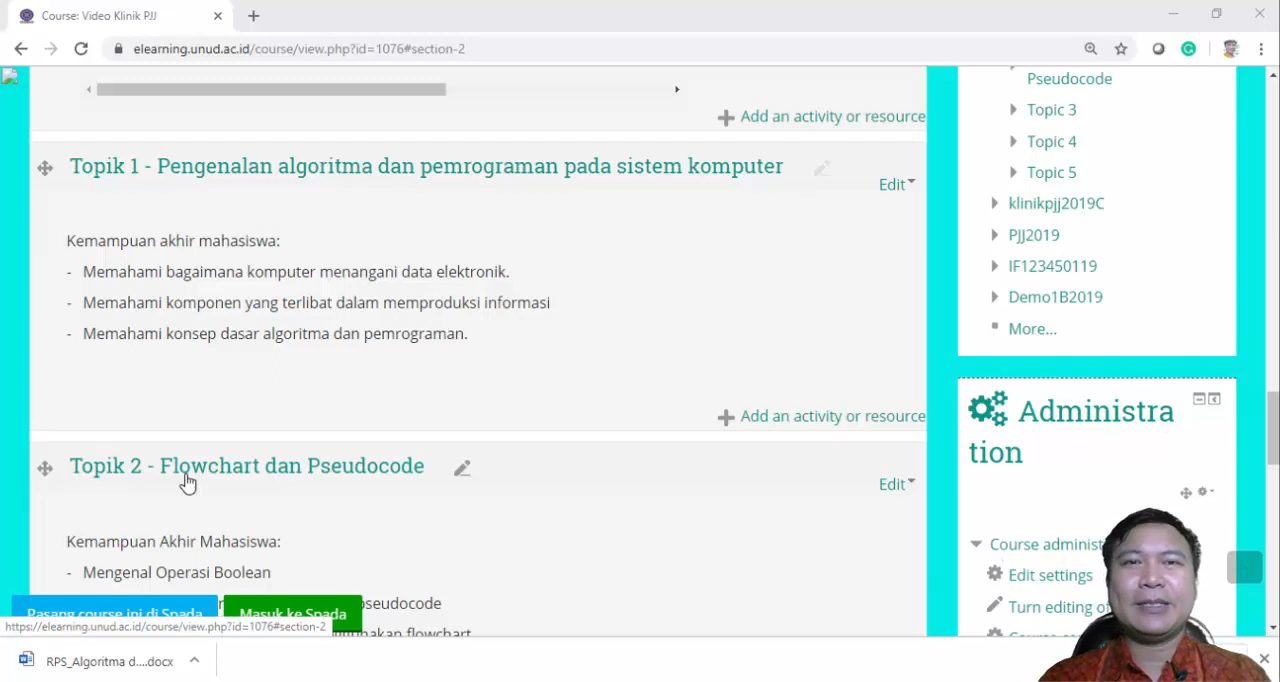 Course: Video Klinik PJJ
elearning.unud.ac.id/course/view.php?id=1076#section-2
Add an activity or resource
Topik 1 - Pengenalan algoritma dan pemrograman pada sistem komputer
Edit
Kemampuan akhir mahasiswa:
- Memahami bagaimana komputer menangani data elektronik.
- Memahami komponen yang terlibat dalam memproduksi informasi
- Memahami konsep dasar algoritma dan pemrograman.
Add an activity or resource
Topik 2 - Flowchart dan Pseudocode
Edit
Kemampuan Akhir Mahasiswa:
- Mengenal Operasi Boolean
pseudocode
flowchart
Pasang course ini di Spada
Masuk ke Spada
https://elearning.unud.ac.id/course/view.php?id=1076#section-2
RPS_Algoritma d....docx
Pseudocode
Topic 3
Topic 4
Topic 5
klinikpjj2019C
PJJ2019
IF123450119
Demo1B2019
More...
Administra
tion
Course administ
Edit settings
Turn editing of